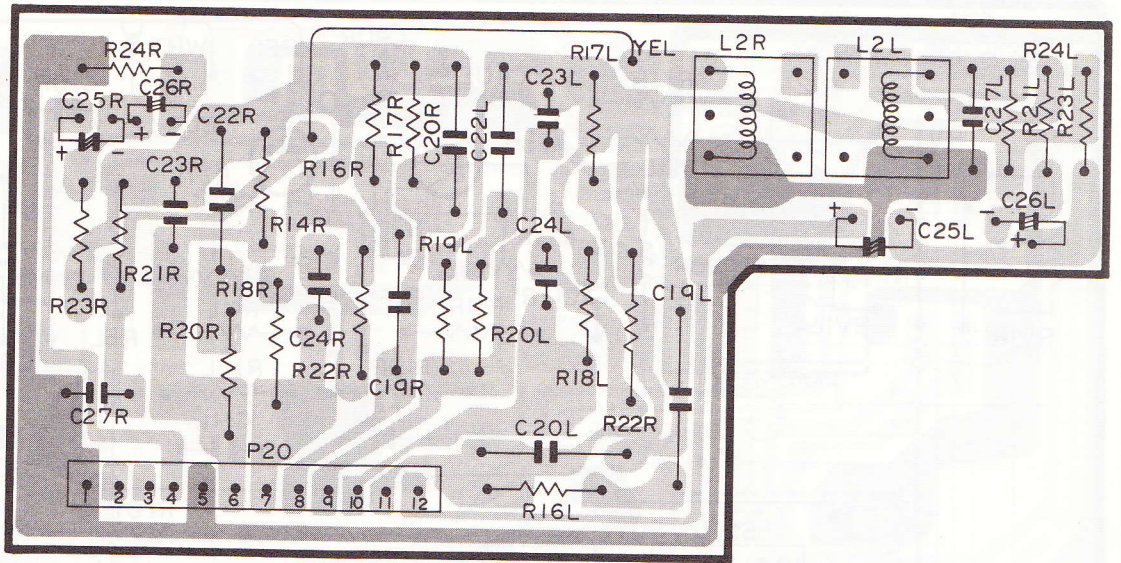 R24R
C26R
C25R
C22R
C23R
R16R
R17R
C20R
C22L
C23L
R17L
YEL
L2R
L2L
C27L
R24L
R21L
R23L
+ -
+ -
R14R
R21R
R23R
R18R
R20R
C24R
R22R
C19R
R19L
R20L
C24L
R18L
R22R
C19L
+ -
C25L
- C26L
+
C27R
P20
C20L
1 2 3 4 5 6 7 8 9 10 11 12
R16L